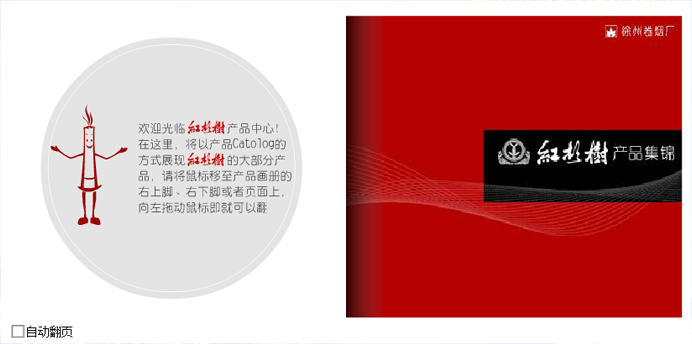 欢迎光临红杉樹产品中心！
在这里，将以产品Catolog的
方式展现红杉樹的大部分产
品，请将鼠标移至产品画册的
右上脚、右下脚或者页面上，
向左拖动鼠标即就可以翻
徐州卷烟厂
红杉樹产品集锦
自动翻页